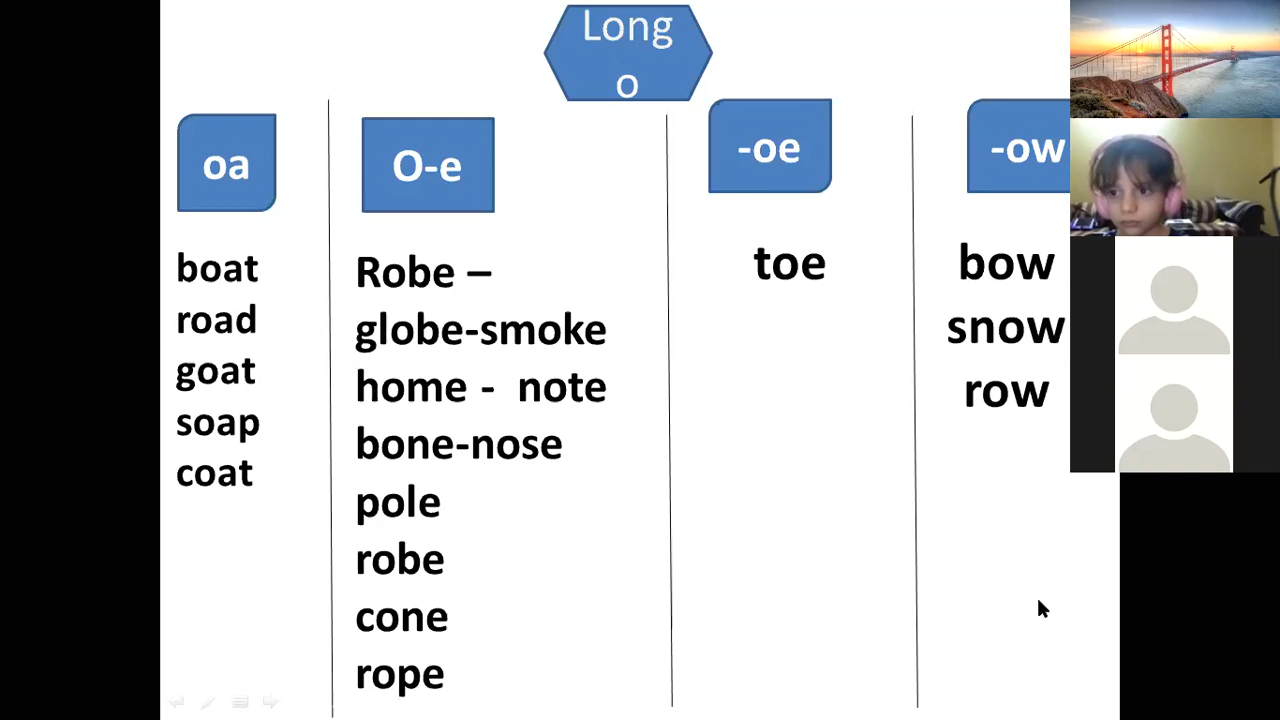 Long
o
oa
boat
road
goat
soap
coat
O-e
Robe –
globe-smoke
home - note
bone-nose
pole
robe
cone
rope
-oe
toe
-ow
bow
snow
row